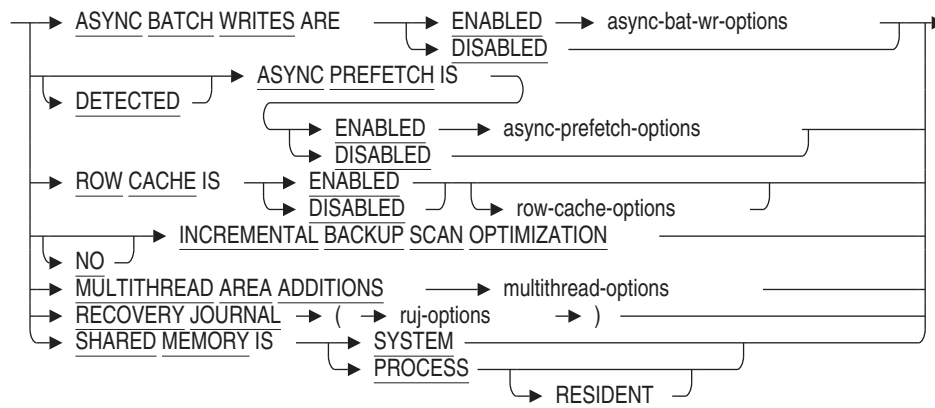 ASYNC BATCH WRITES ARE ENABLED async-bat-wr-options
DISABLED
ASYNC PREFETCH IS
DETECTED
ENABLED async-prefetch-options
DISABLED
ROW CACHE IS ENABLED
DISABLED row-cache-options
INCREMENTAL BACKUP SCAN OPTIMIZATION
NO
MULTITHREAD AREA ADDITIONS multithread-options
RECOVERY JOURNAL ( ruj-options )
SHARED MEMORY IS SYSTEM
PROCESS
RESIDENT